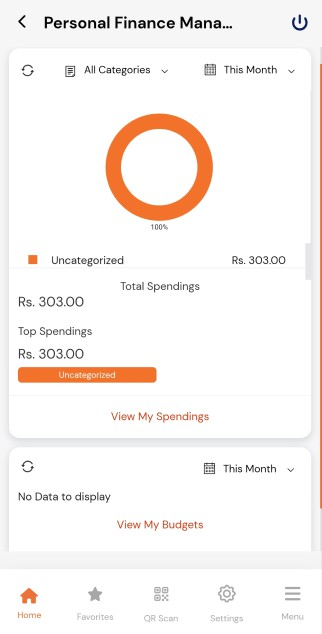 Personal Finance Mana...
All Categories
This Month
100%
Uncategorized Rs. 303.00
Total Spendings
Rs. 303.00
Top Spendings
Rs. 303.00
Uncategorized
View My Spendings
This Month
No Data to display
View My Budgets
Home Favorites QR Scan Settings Menu